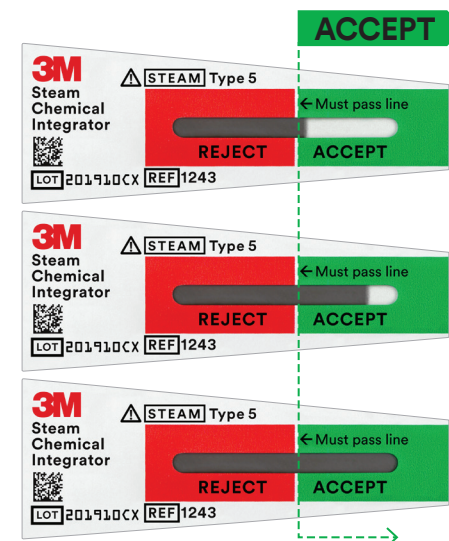 ACCEPT
3M
Steam
Chemical
Integrator
⚠ STEAM Type 5
← Must pass line
REJECT ACCEPT
LOT 201910CX REF 1243
3M
Steam
Chemical
Integrator
⚠ STEAM Type 5
← Must pass line
REJECT ACCEPT
LOT 201910CX REF 1243
3M
Steam
Chemical
Integrator
⚠ STEAM Type 5
← Must pass line
REJECT ACCEPT
LOT 201910CX REF 1243